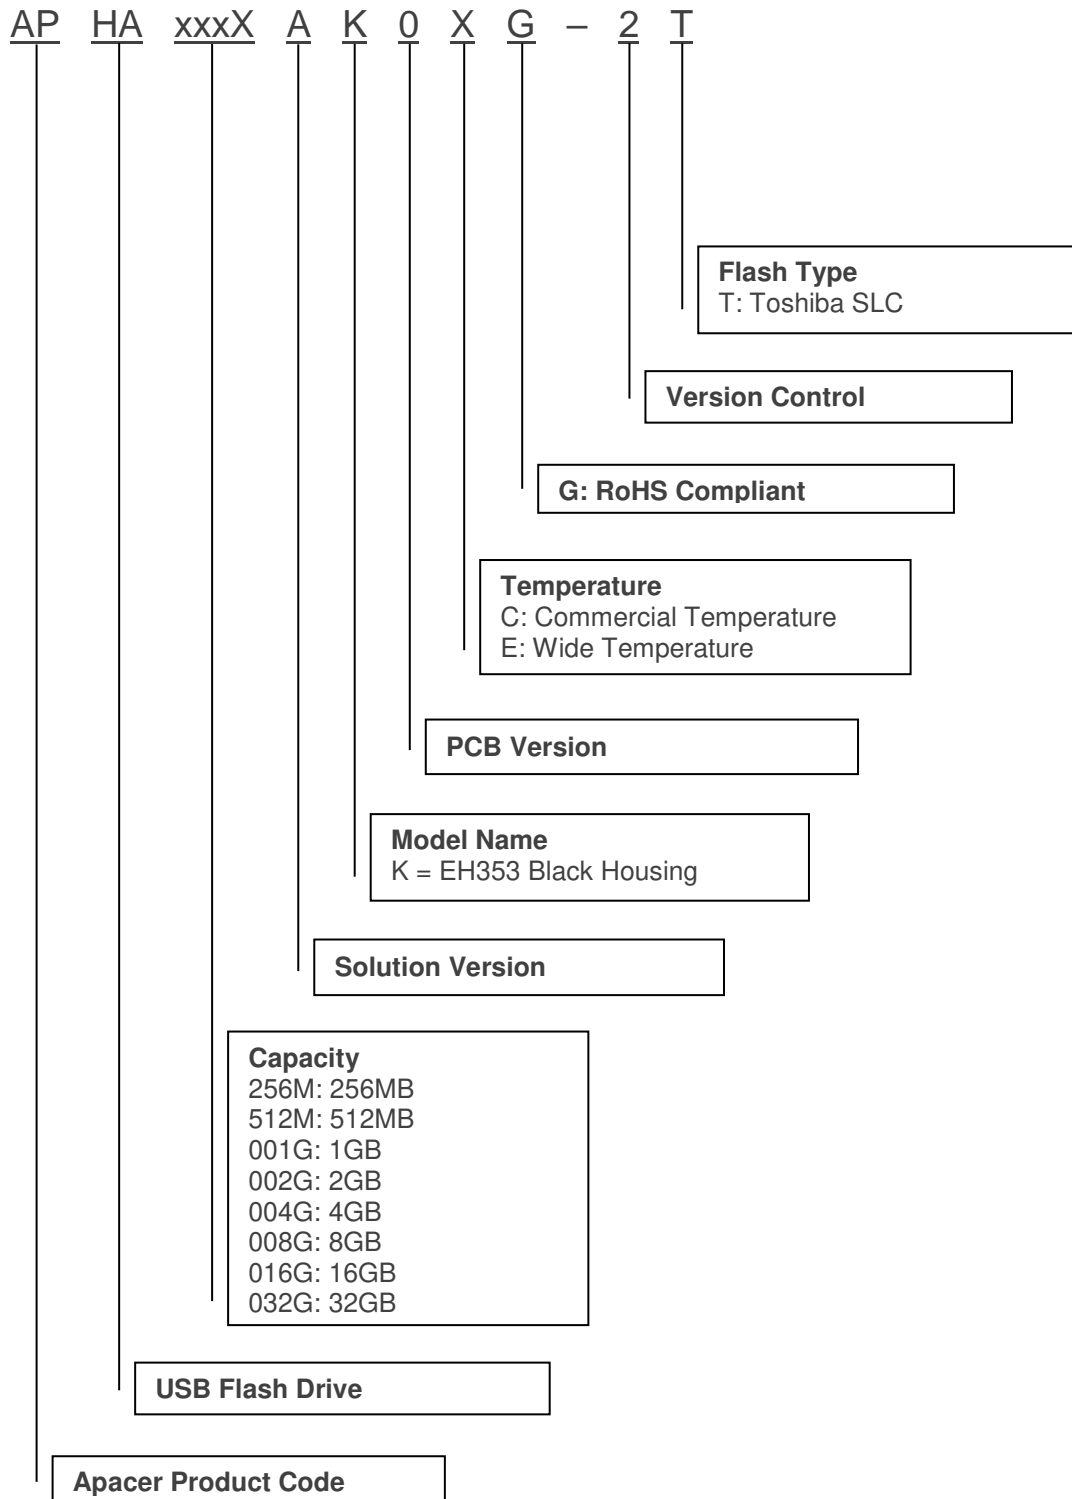 AP HA xxxX A K 0 X G – 2 T
Flash Type
T: Toshiba SLC
Version Control
G: RoHS Compliant
Temperature
C: Commercial Temperature
E: Wide Temperature
PCB Version
Model Name
K = EH353 Black Housing
Solution Version
Capacity
256M: 256MB
512M: 512MB
001G: 1GB
002G: 2GB
004G: 4GB
008G: 8GB
016G: 16GB
032G: 32GB
USB Flash Drive
Apacer Product Code